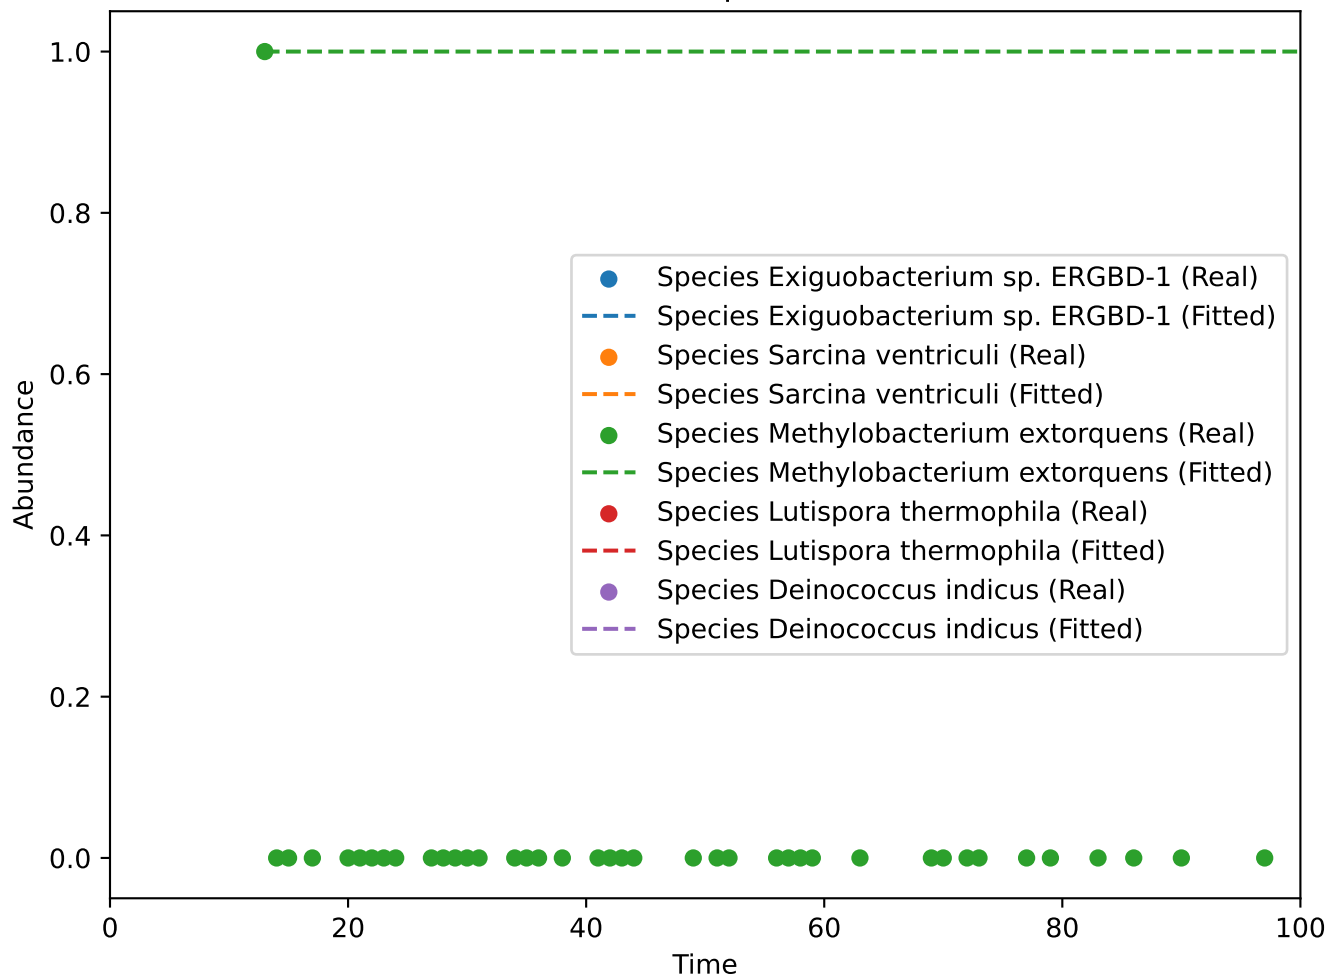 1.0
0.8
0.6
0.4
0.2
0.0
Abundance
Species Exiguobacterium sp. ERGBD-1 (Real)
Species Exiguobacterium sp. ERGBD-1 (Fitted)
Species Sarcina ventriculi (Real)
Species Sarcina ventriculi (Fitted)
Species Methylobacterium extorquens (Real)
Species Methylobacterium extorquens (Fitted)
Species Lutispora thermophila (Real)
Species Lutispora thermophila (Fitted)
Species Deinococcus indicus (Real)
Species Deinococcus indicus (Fitted)
0 20 40 60 80 100
Time